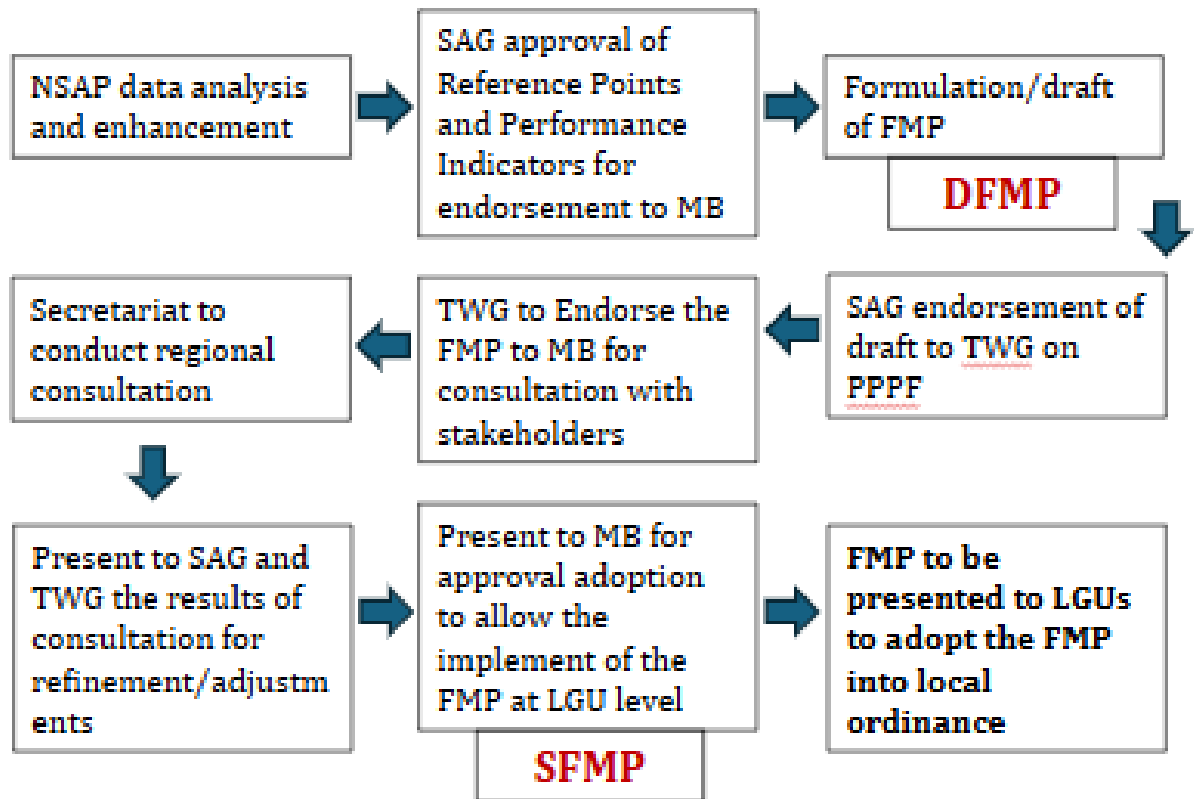 NSAP data analysis
and enhancement
SAG approval of
Reference Points
and Performance
Indicators for
endorsement to MB
Formulation/draft
of FMP
DFMP
SAG endorsement of
draft to TWG on
PPPF
TWG to Endorse the
FMP to MB for
consultation with
stakeholders
Secretariat to
conduct regional
consultation
Present to SAG and
TWG the results of
consultation for
refinement/adjustm
ents
Present to MB for
approval adoption
to allow the
implement of the
FMP at LGU level
SFMP
FMP to be
presented to LGUs
to adopt the FMP
into local
ordinance